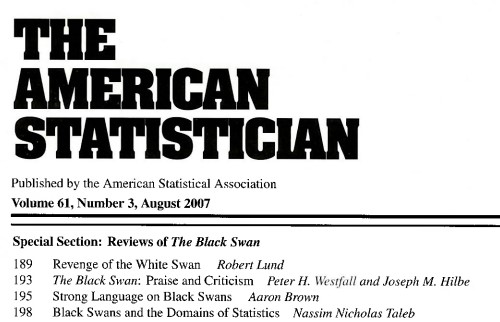 THE
AMERICAN
STATISTICIAN
Published by the American Statistical Association
Volume 61, Number 3, August 2007
Special Section: Reviews of The Black Swan
189 Revenge of the White Swan Robert Lund
193 The Black Swan: Praise and Criticism Peter H. Westfall and Joseph M. Hilbe
195 Strong Language on Black Swans Aaron Brown
198 Black Swans and the Domains of Statistics Nassim Nicholas Taleb